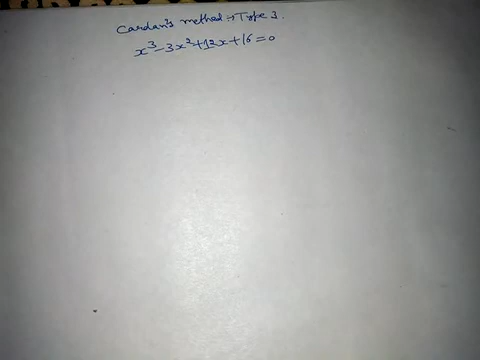 Cardan's method → Type 3.
x³-3x²+12x+16=0